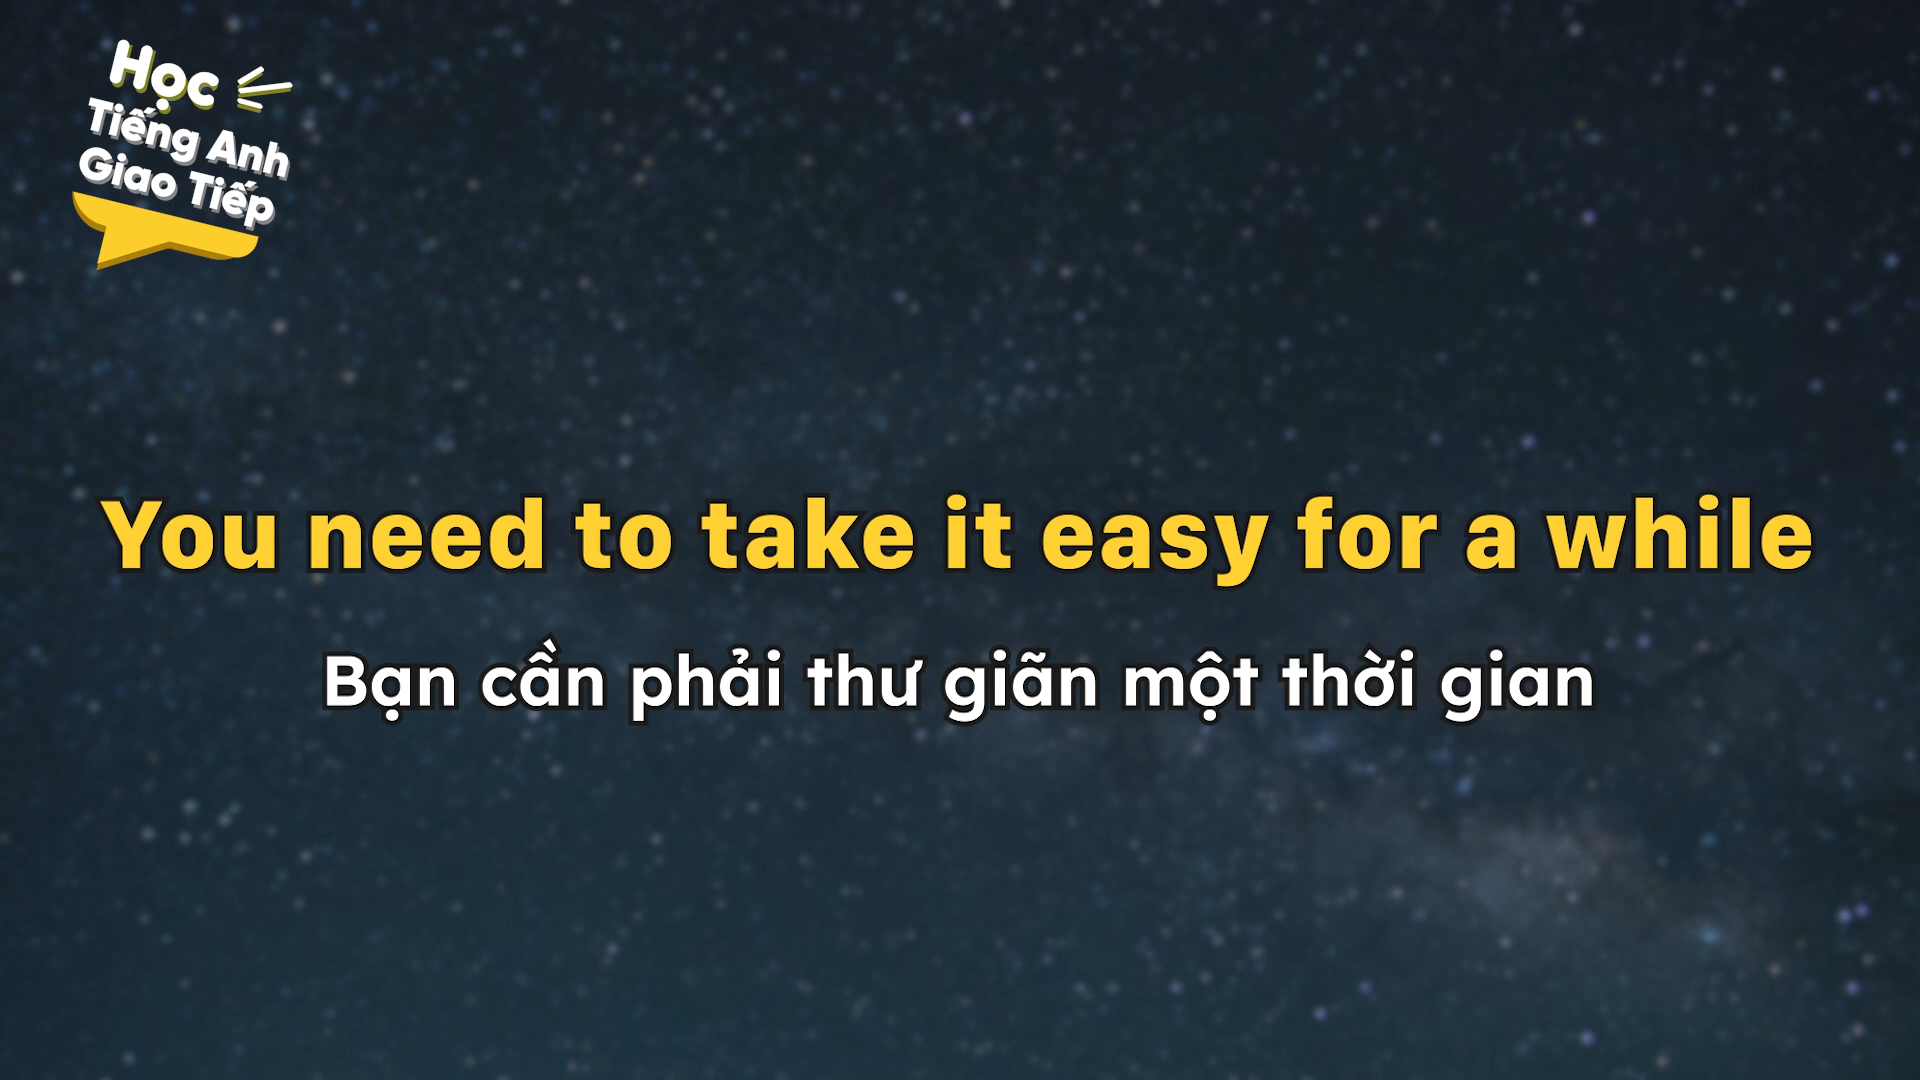 Học
Tiếng Anh
Giao Tiếp
You need to take it easy for a while
Bạn cần phải thư giãn một thời gian